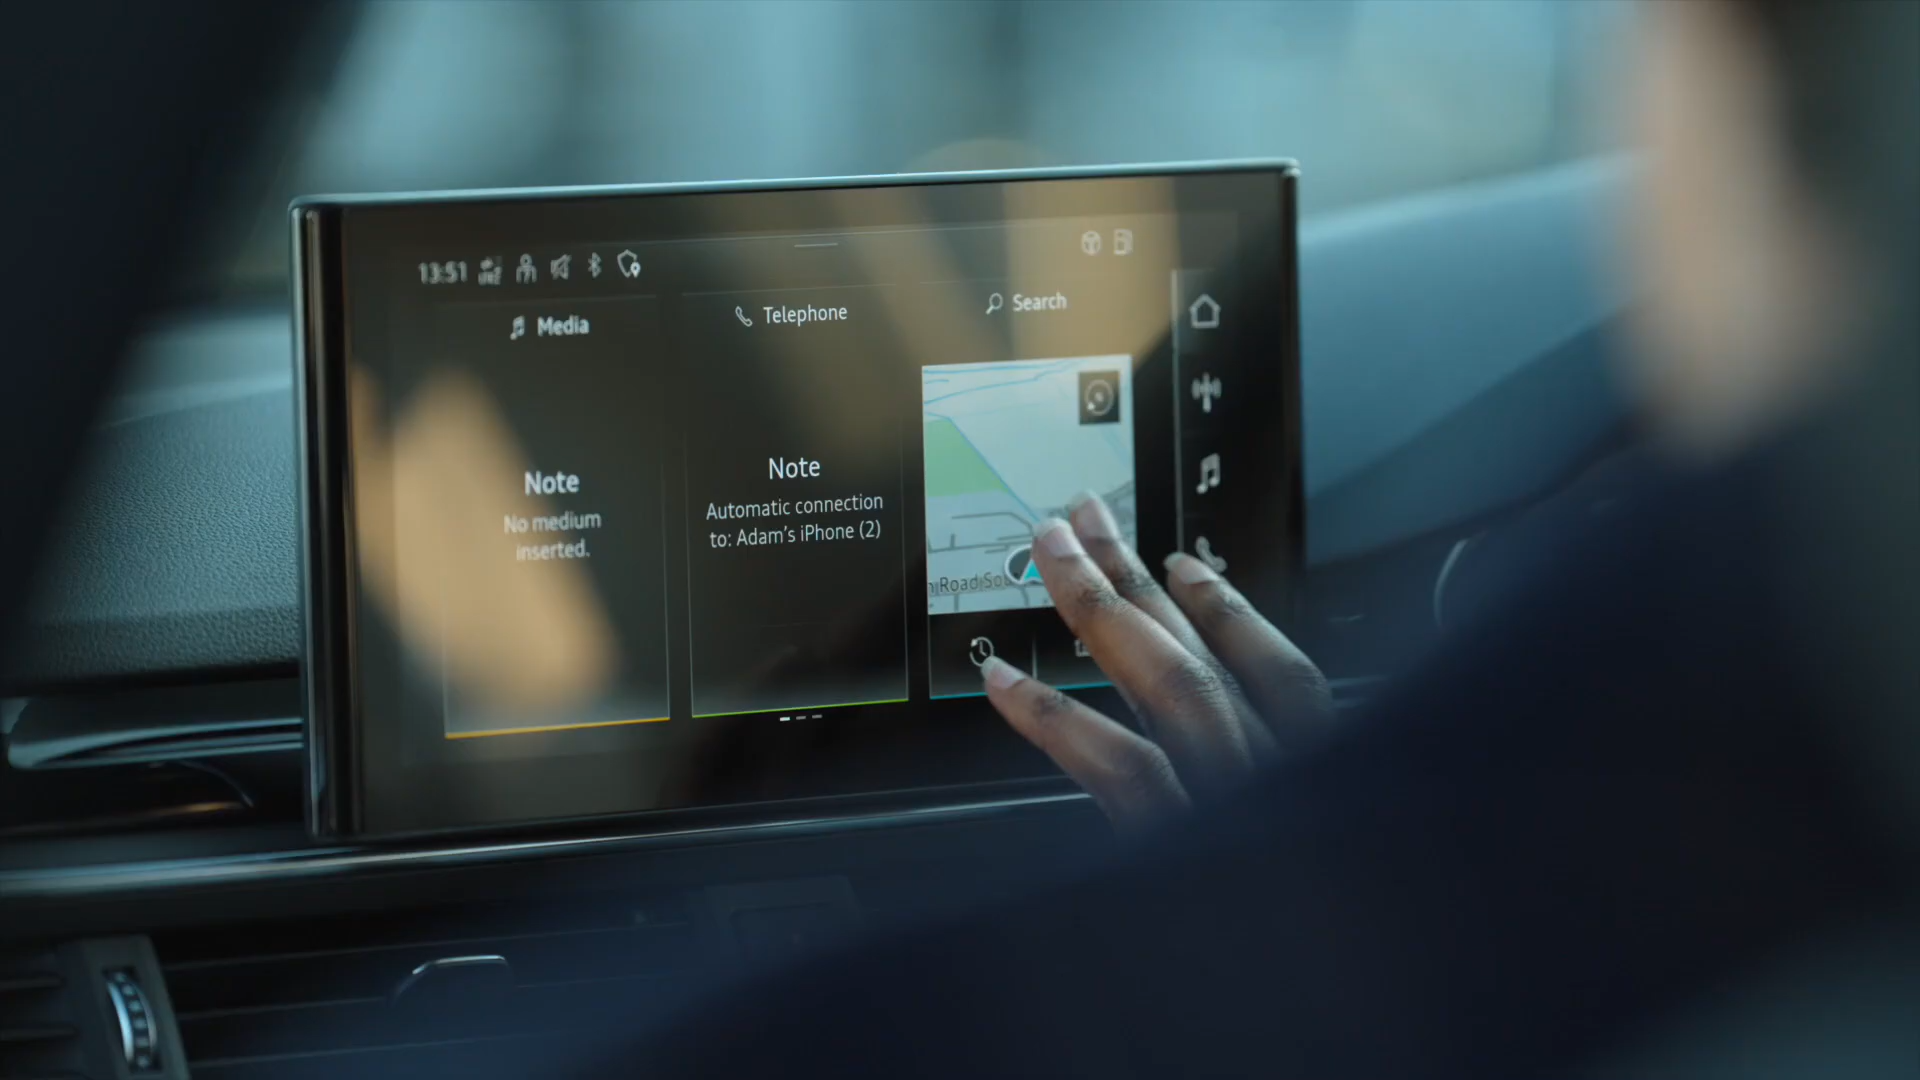 13:51
Media
Telephone
Search
Note
No medium
inserted.
Note
Automatic connection
to: Adam's iPhone (2)
Road